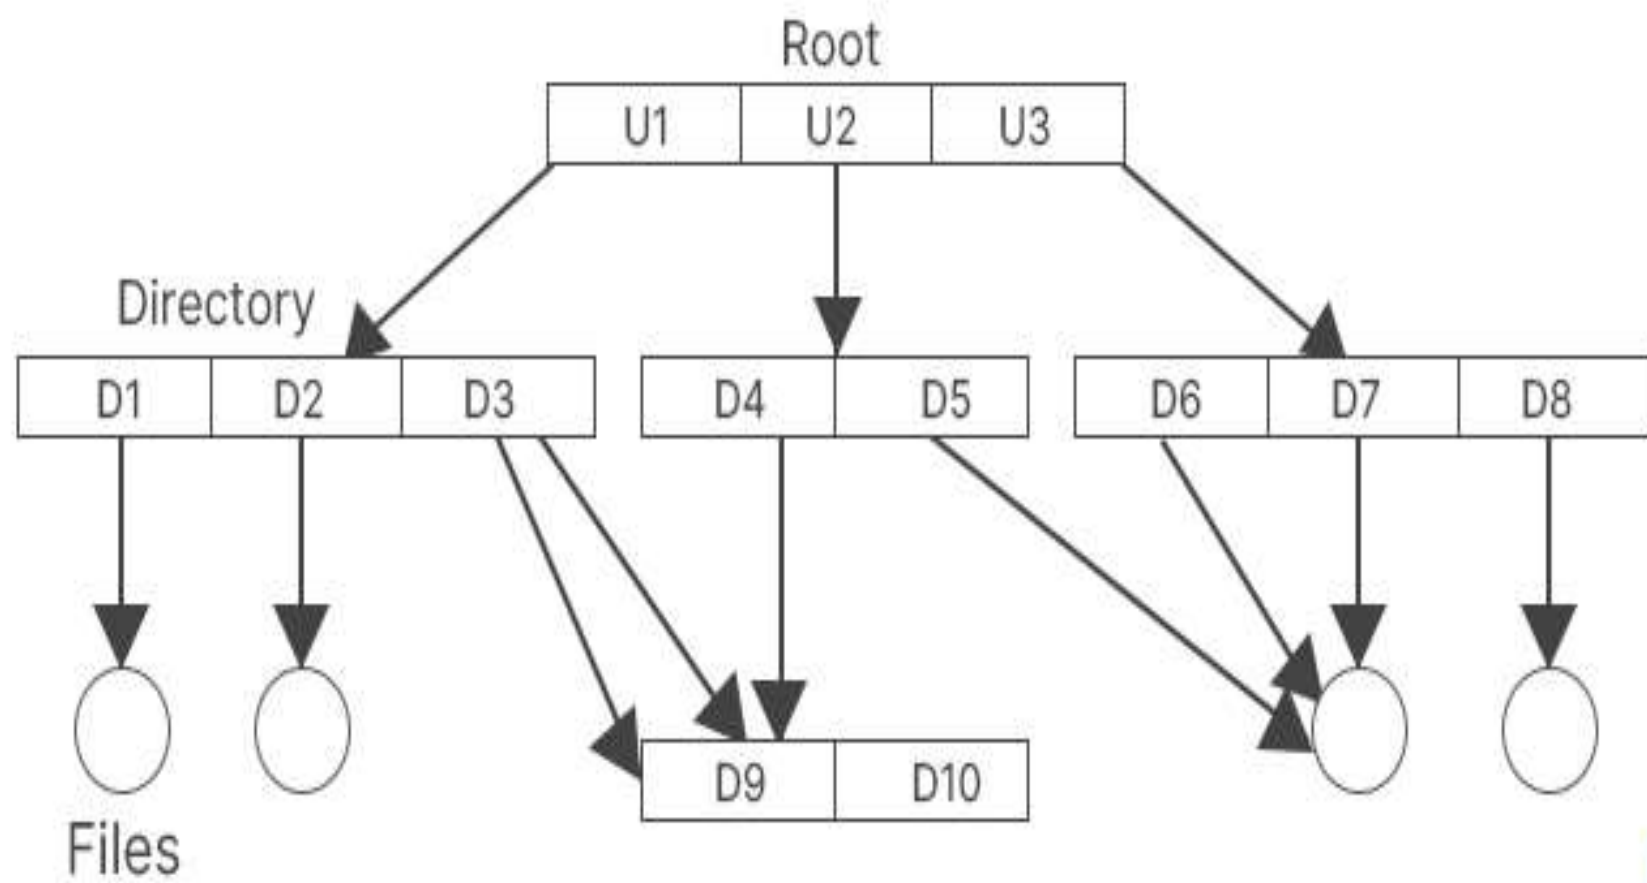 Root
U1 U2 U3
Directory
D1 D2 D3 D4 D5 D6 D7 D8
D9 D10
Files